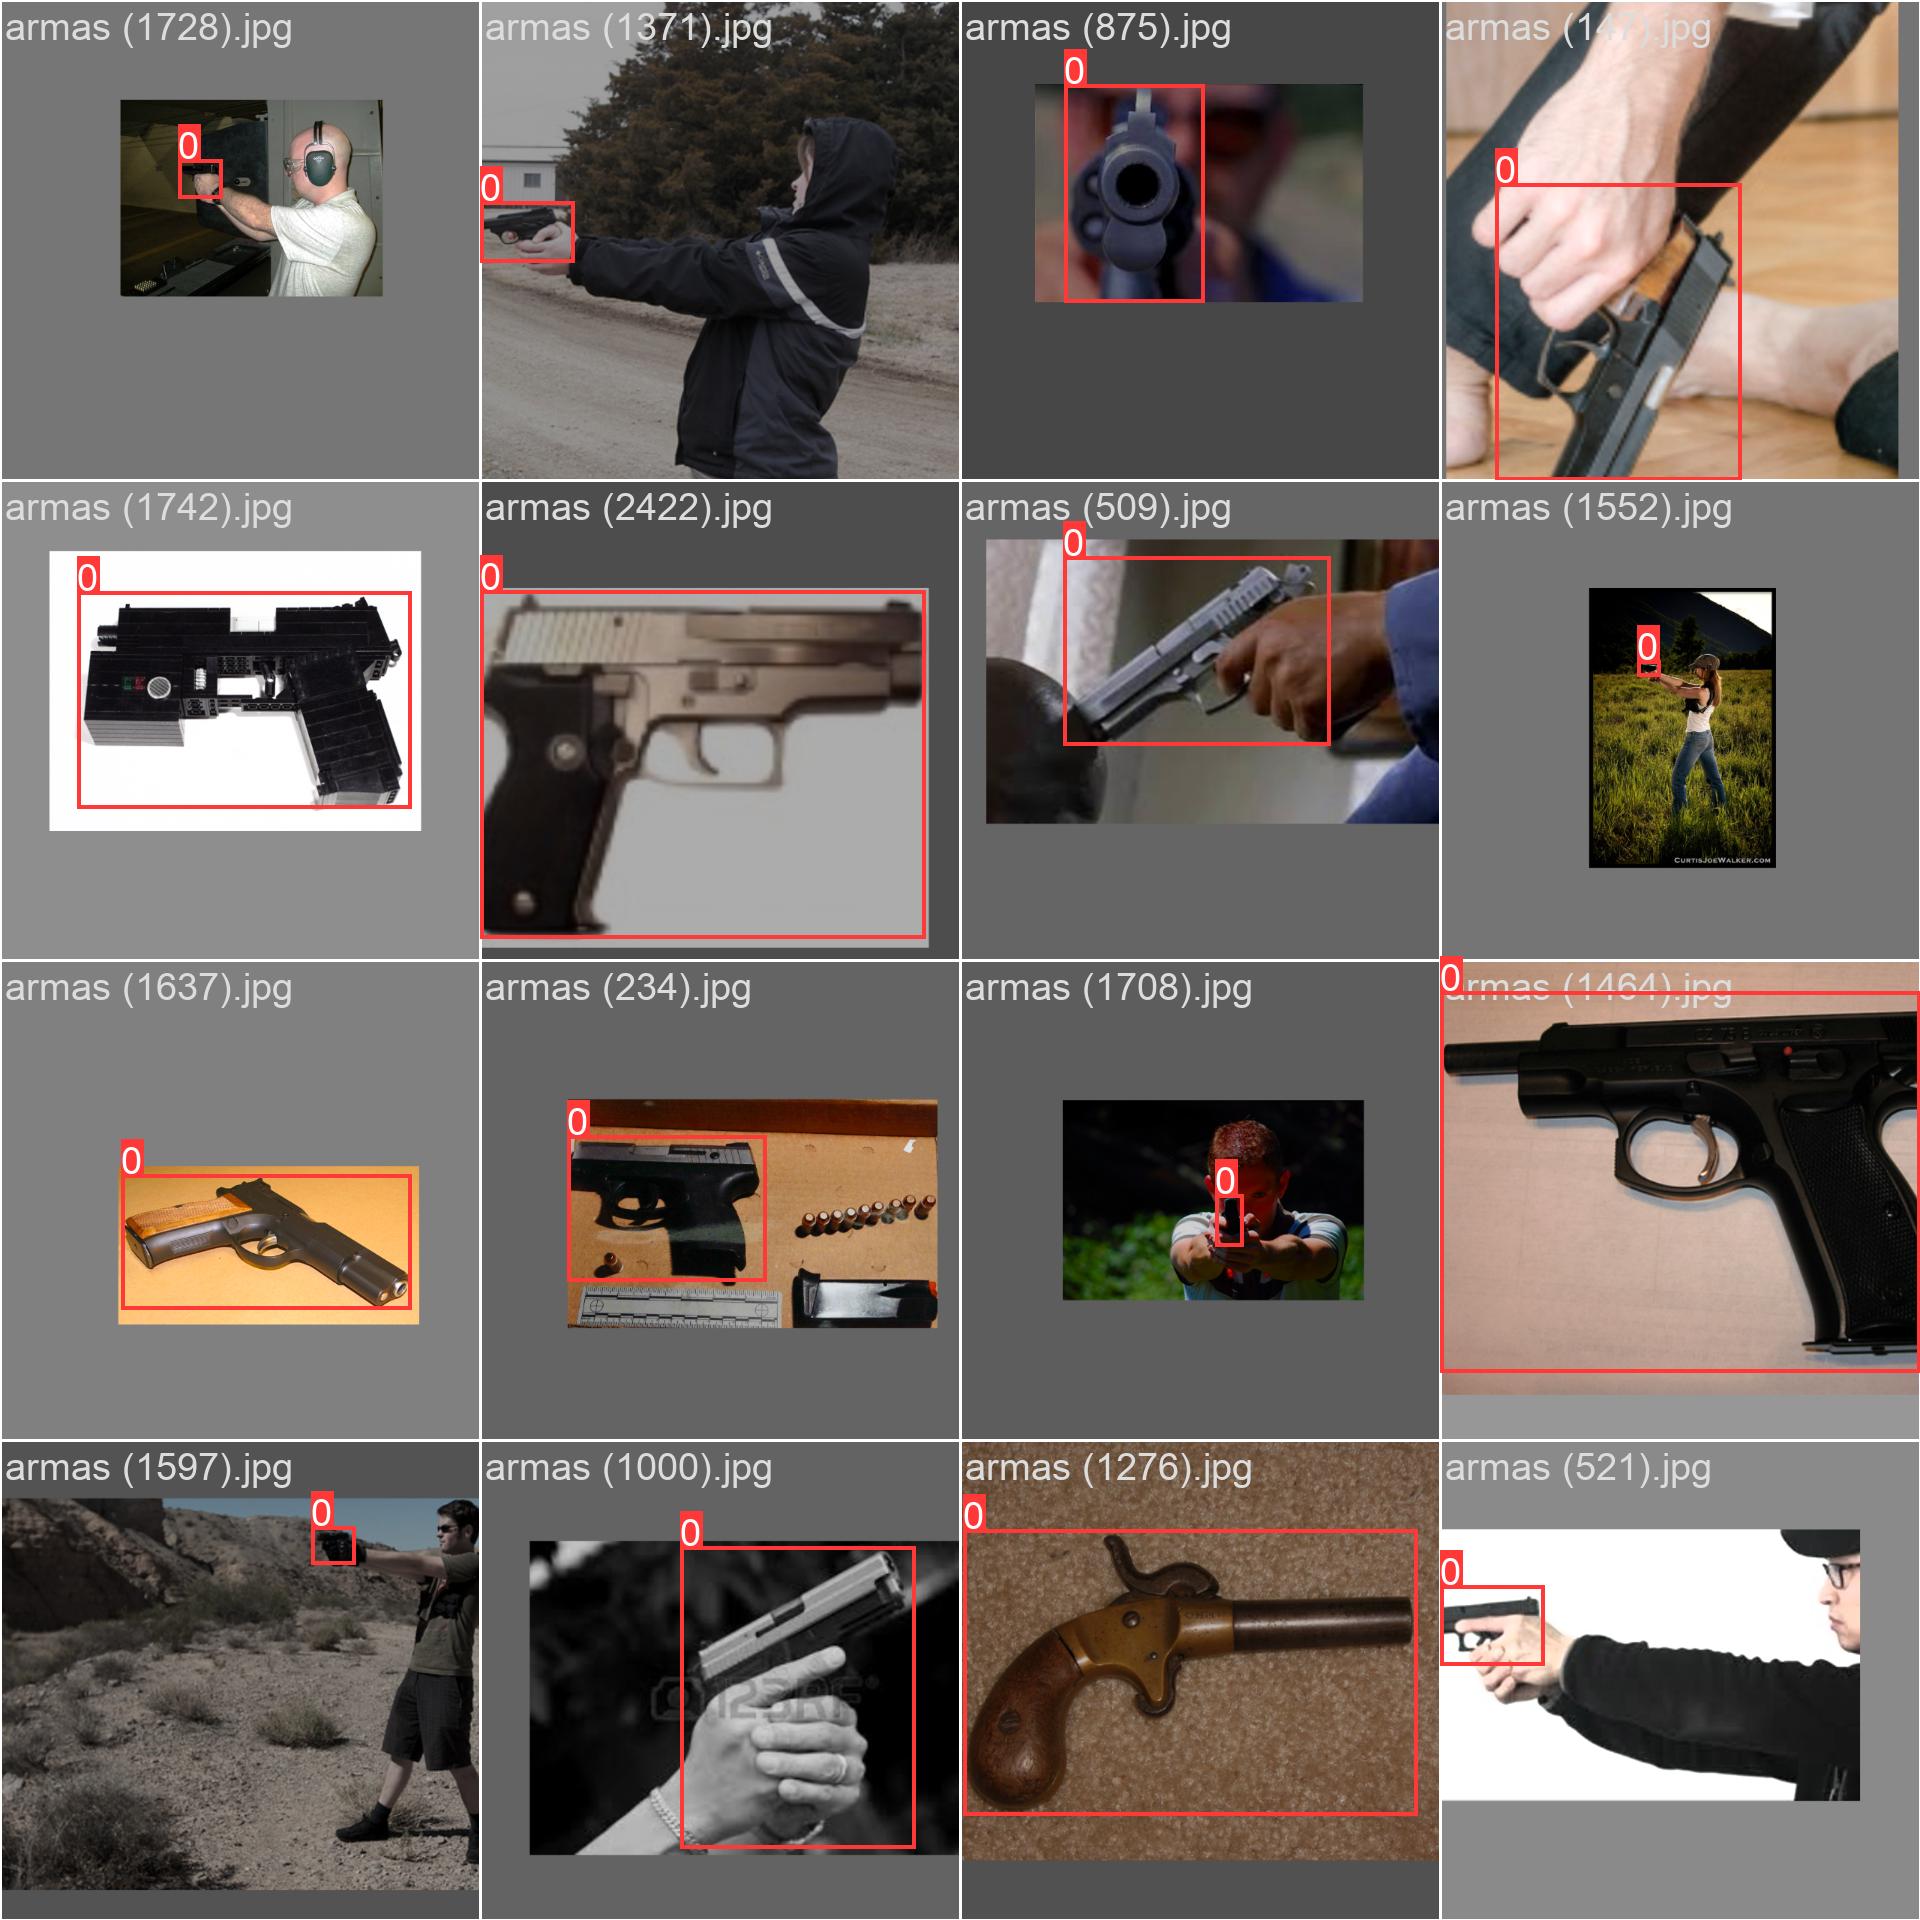 armas (1728).jpg
armas (1371).jpg
armas (875).jpg
armas (147).jpg
0
0
0
0
armas (1742).jpg
armas (2422).jpg
armas (509).jpg
armas (1552).jpg
0
0
0
0
CURTISJOEWALKER.COM
armas (1637).jpg
armas (234).jpg
armas (1708).jpg
armas (1464).jpg
0
0
0
0
CZ 75 B
armas (1597).jpg
armas (1000).jpg
armas (1276).jpg
armas (521).jpg
0
0
0
0
123RF